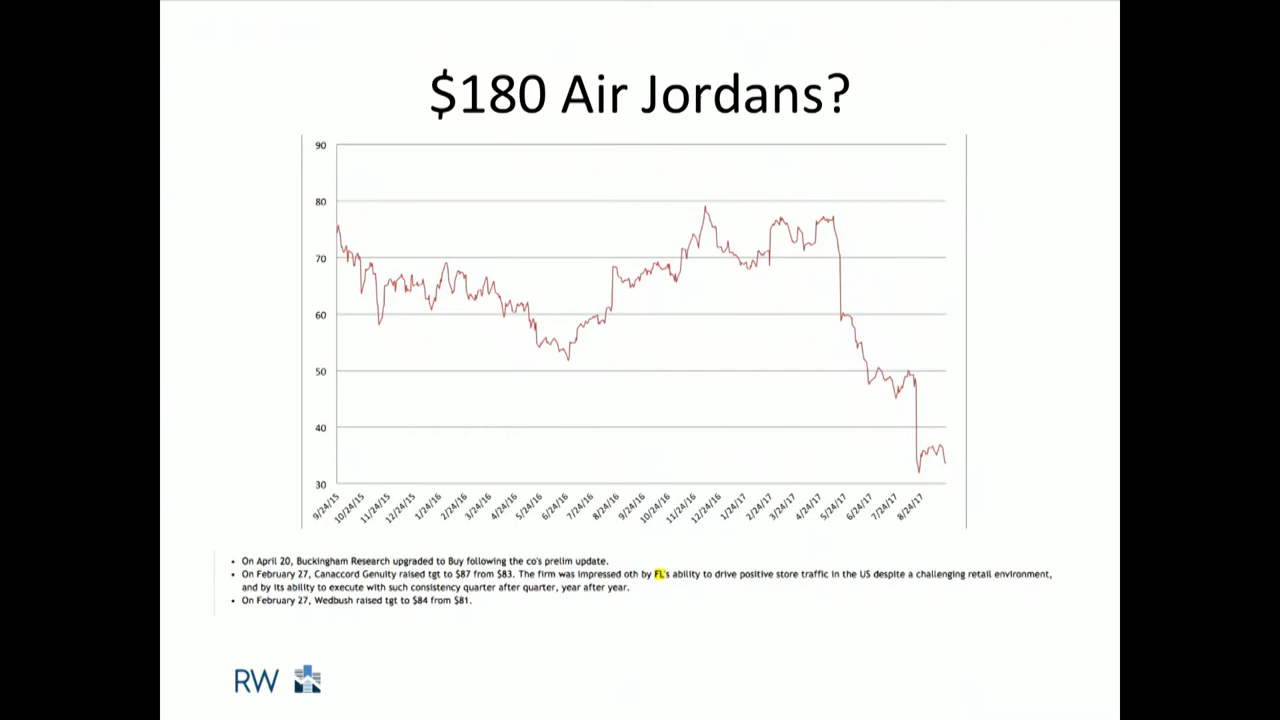 $180 Air Jordans?
90
80
70
60
50
40
30
9/24/15 10/24/15 11/24/15 12/24/15 1/24/16 2/24/16 3/24/16 4/24/16 5/24/16 6/24/16 7/24/16 8/24/16 9/24/16 10/24/16 11/24/16 12/24/16 1/24/17 2/24/17 3/24/17 4/24/17 5/24/17 6/24/17 7/24/17 8/24/17
• On April 20, Buckingham Research upgraded to Buy following the co's prelim update.
• On February 27, Canaccord Genuity raised tgt to $87 from $83. The firm was impressed oth by FL's ability to drive positive store traffic in the US despite a challenging retail environment,
and by its ability to execute with such consistency quarter after quarter, year after year.
• On February 27, Wedbush raised tgt to $84 from $81.
RW